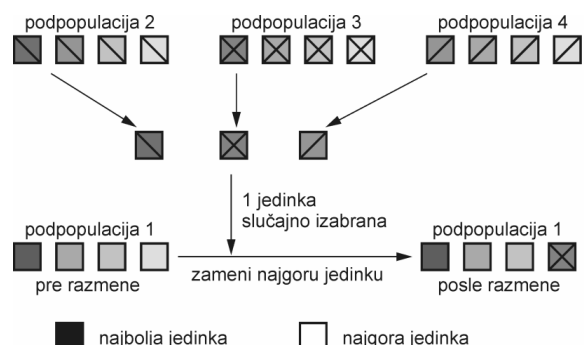 podpopulacija 2
podpopulacija 3
podpopulacija 4
1 jedinka
slučajno izabrana
podpopulacija 1
podpopulacija 1
zameni najgoru jedinku
pre razmene
posle razmene
najbolja jedinka
najgora jedinka